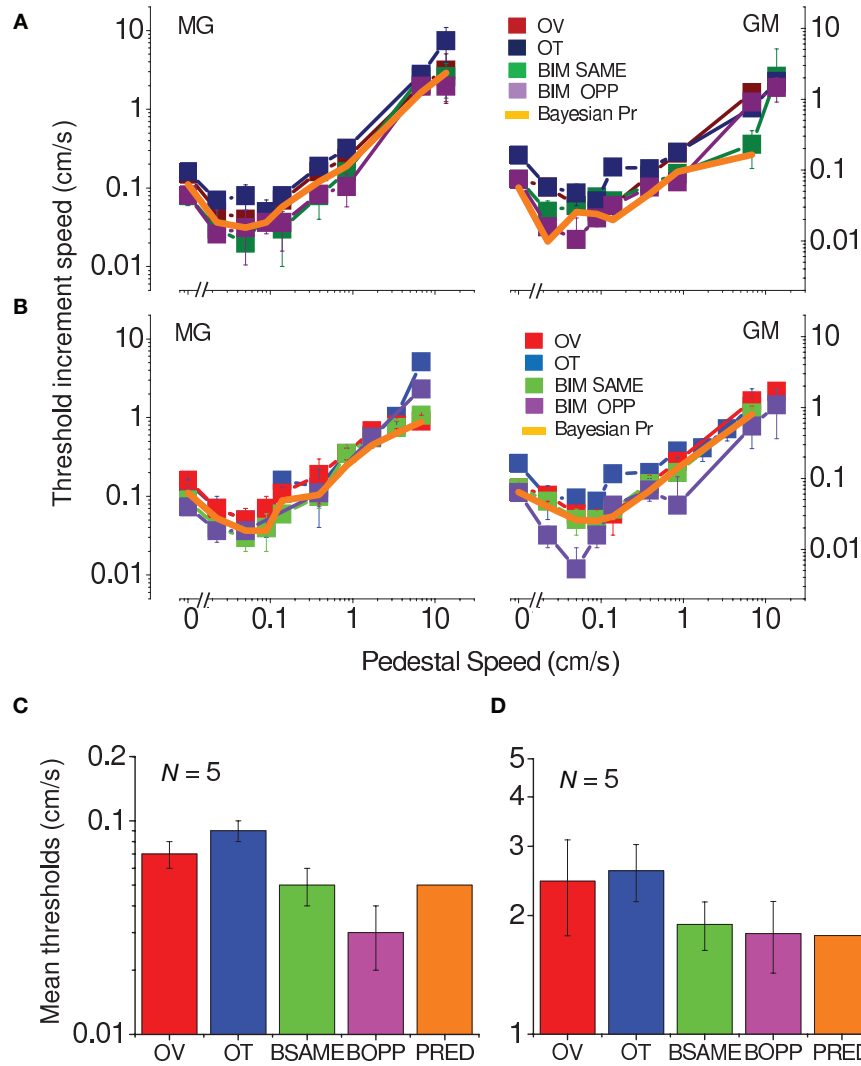 A
MG
GM
OV
OT
BIM SAME
BIM OPP
Bayesian Pr
10
1
0.1
0.01
10
1
0.1
0.01
Threshold increment speed (cm/s)
B
MG
GM
OV
OT
BIM SAME
BIM OPP
Bayesian Pr
10
1
0.1
0.01
10
1
0.1
0.01
0 0.1 1 10
0 0.1 1 10
Pedestal Speed (cm/s)
C
D
Mean thresholds (cm/s)
0.2
0.1
0.01
N = 5
OV OT BSAME BOPP PRED
5
4
3
2
1
N = 5
OV OT BSAME BOPP PRED